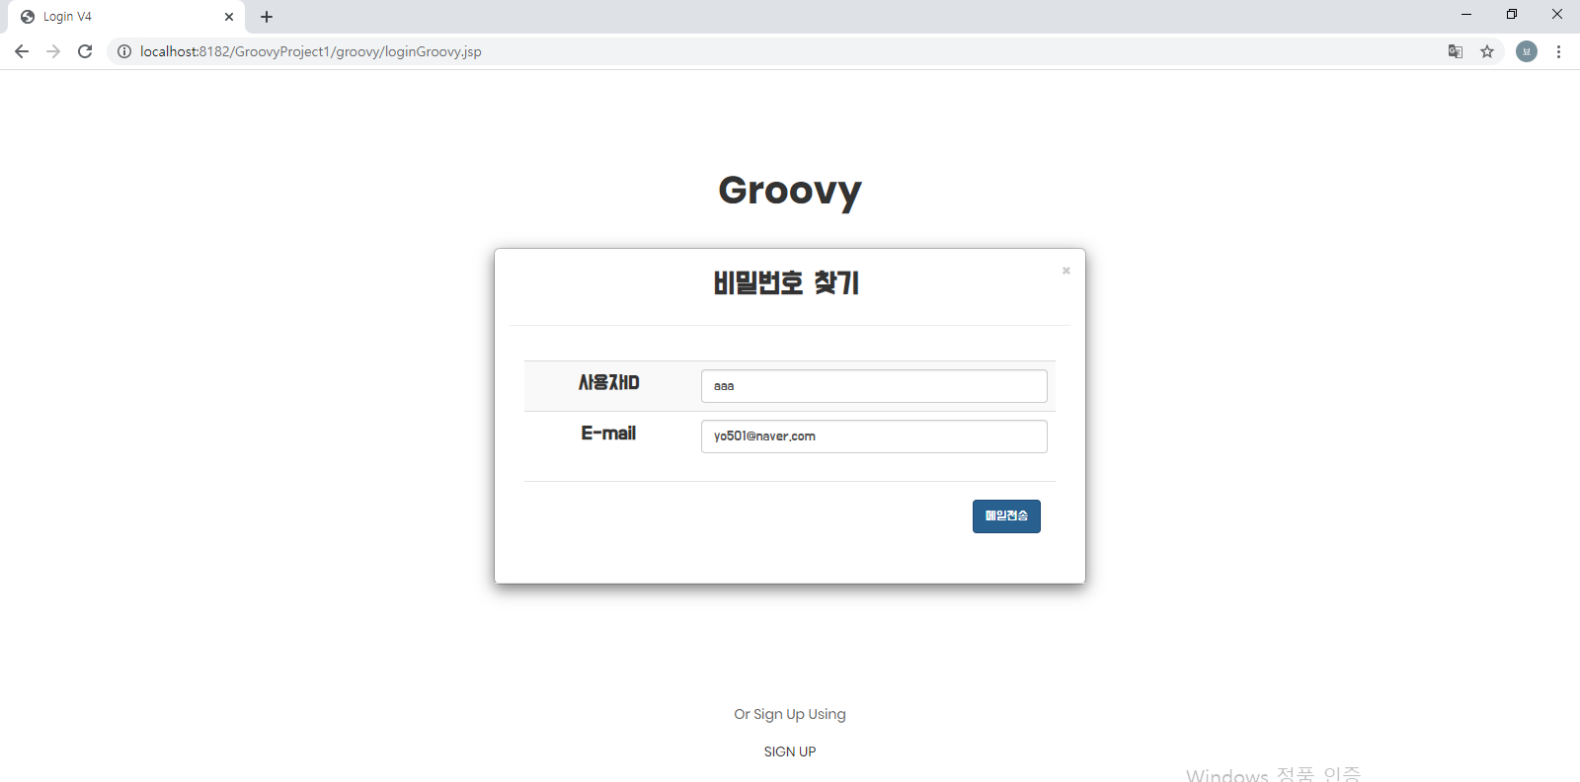 Login V4
localhost:8182/GroovyProject1/groovy/loginGroovy.jsp
Groovy
비밀번호 찾기
사용자ID
aaa
E-mail
yo501@naver.com
메일전송
Or Sign Up Using
SIGN UP
Windows 정품 인증